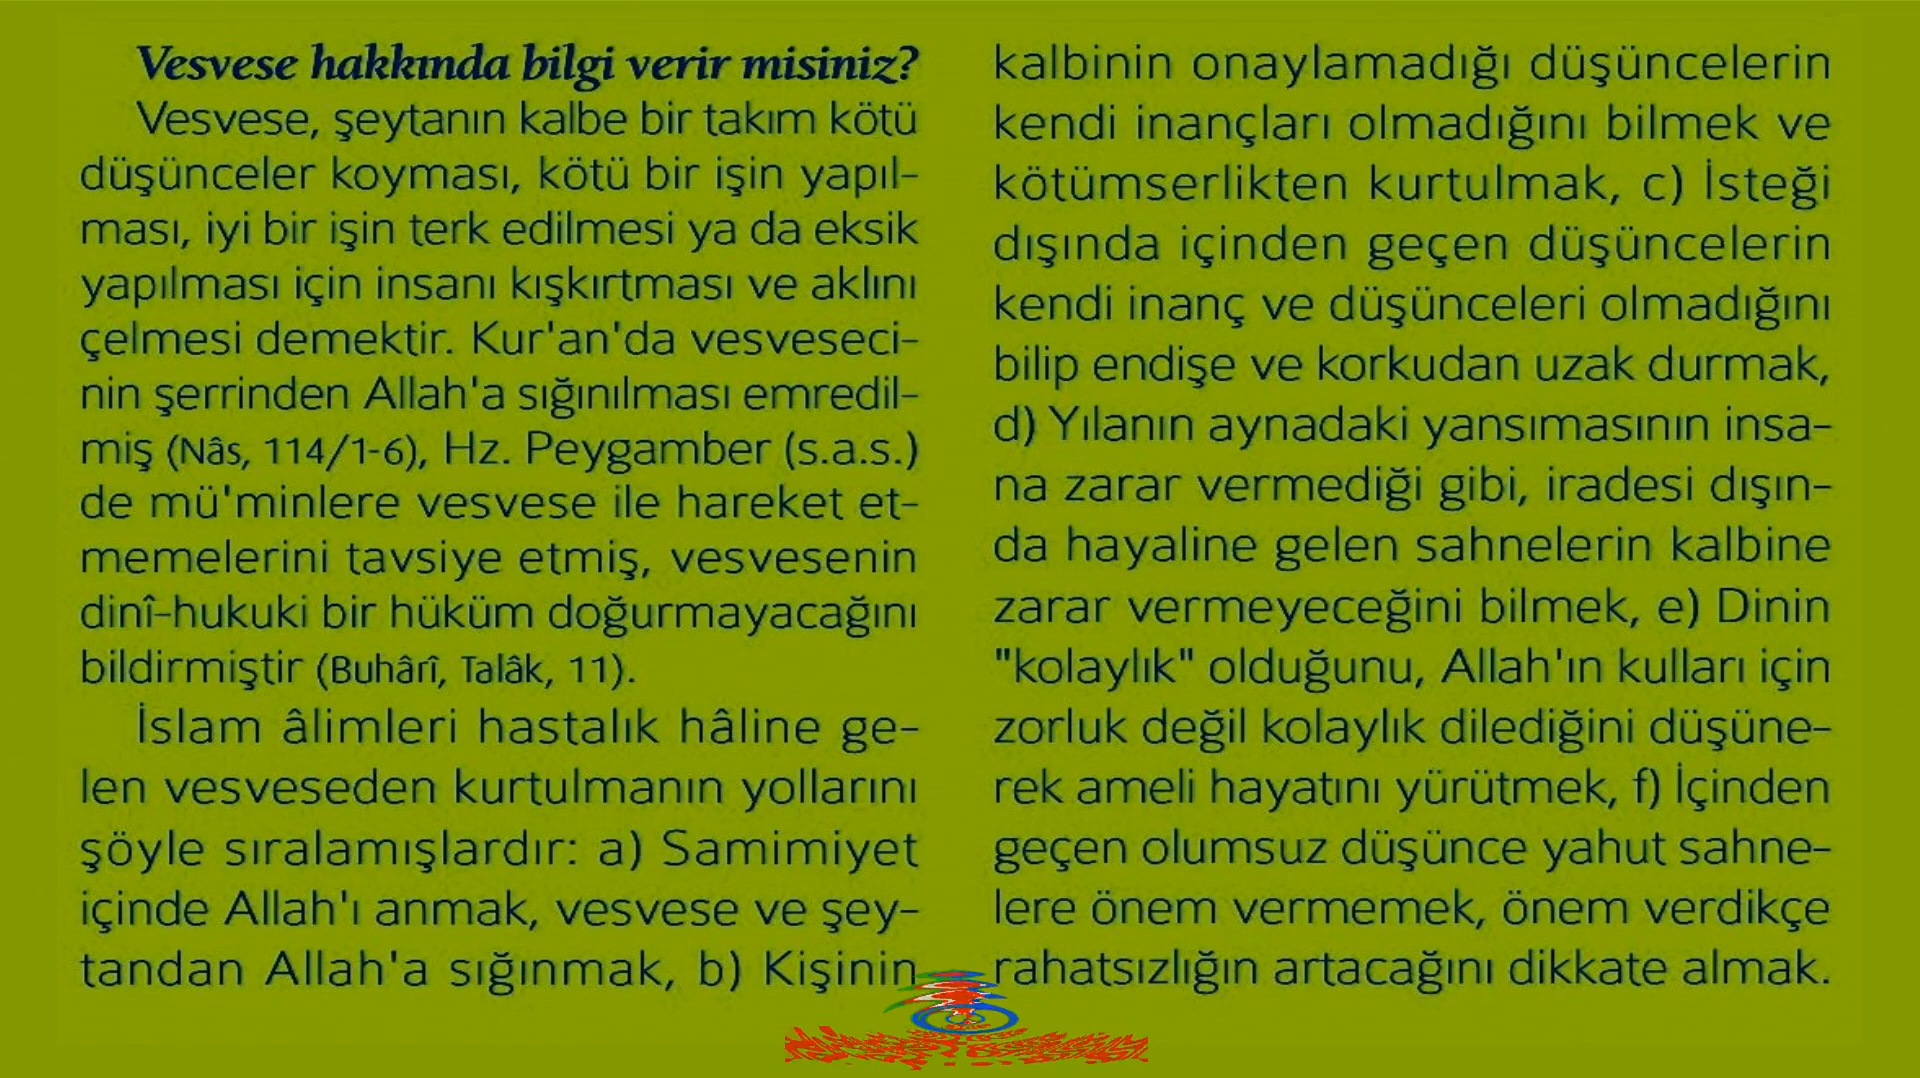 Vesvese hakkında bilgi verir misiniz?
Vesvese, şeytanın kalbe bir takım kötü
düşünceler koyması, kötü bir işin yapıl-
ması, iyi bir işin terk edilmesi ya da eksik
yapılması için insanı kışkırtması ve aklını
çelmesi demektir. Kur'an'da vesveseci-
nin şerrinden Allah'a sığınılması emredil-
miş (Nâs, 114/1-6), Hz. Peygamber (s.a.s.)
de mü'minlere vesvese ile hareket et-
memelerini tavsiye etmiş, vesvesenin
dinî-hukuki bir hüküm doğurmayacağını
bildirmiştir (Buhârî, Talâk, 11).
İslam âlimleri hastalık hâline ge-
len vesveseden kurtulmanın yollarını
şöyle sıralamışlardır: a) Samimiyet
içinde Allah'ı anmak, vesvese ve şey-
tandan Allah'a sığınmak, b) Kişinin
kalbinin onaylamadığı düşüncelerin
kendi inançları olmadığını bilmek ve
kötümserlikten kurtulmak, c) İsteği
dışında içinden geçen düşüncelerin
kendi inanç ve düşünceleri olmadığını
bilip endişe ve korkudan uzak durmak,
d) Yılanın aynadaki yansımasının insa-
na zarar vermediği gibi, iradesi dışın-
da hayaline gelen sahnelerin kalbine
zarar vermeyeceğini bilmek, e) Dinin
"kolaylık" olduğunu, Allah'ın kulları için
zorluk değil kolaylık dilediğini düşüne-
rek ameli hayatını yürütmek, f) İçinden
geçen olumsuz düşünce yahut sahne-
lere önem vermemek, önem verdikçe
rahatsızlığın artacağını dikkate almak.